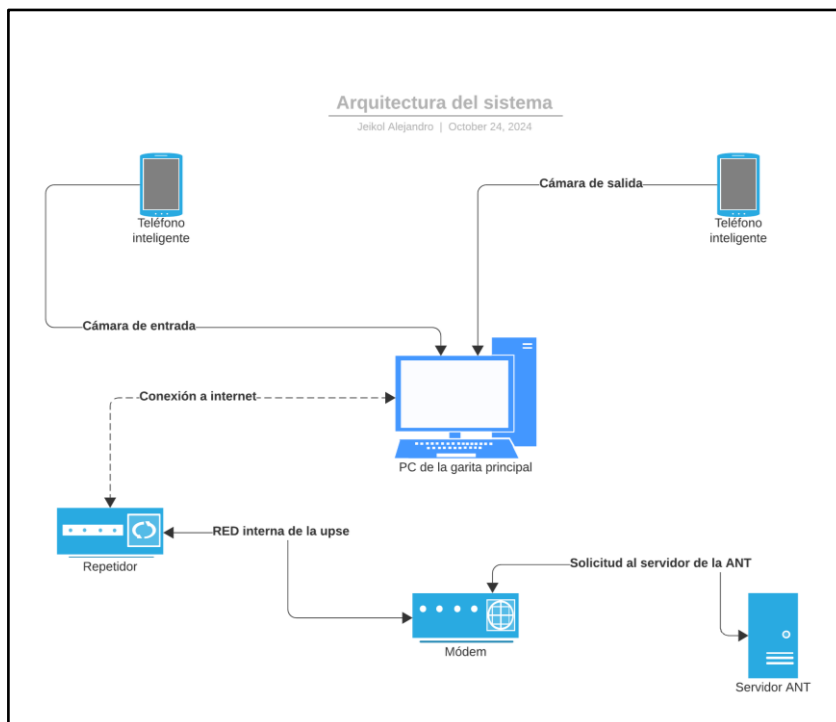 Arquitectura del sistema
Jeikol Alejandro | October 24, 2024
Teléfono
inteligente
Cámara de salida
Teléfono
inteligente
Cámara de entrada
Conexión a internet
PC de la garita principal
RED interna de la upse
Repetidor
Solicitud al servidor de la ANT
Módem
Servidor ANT